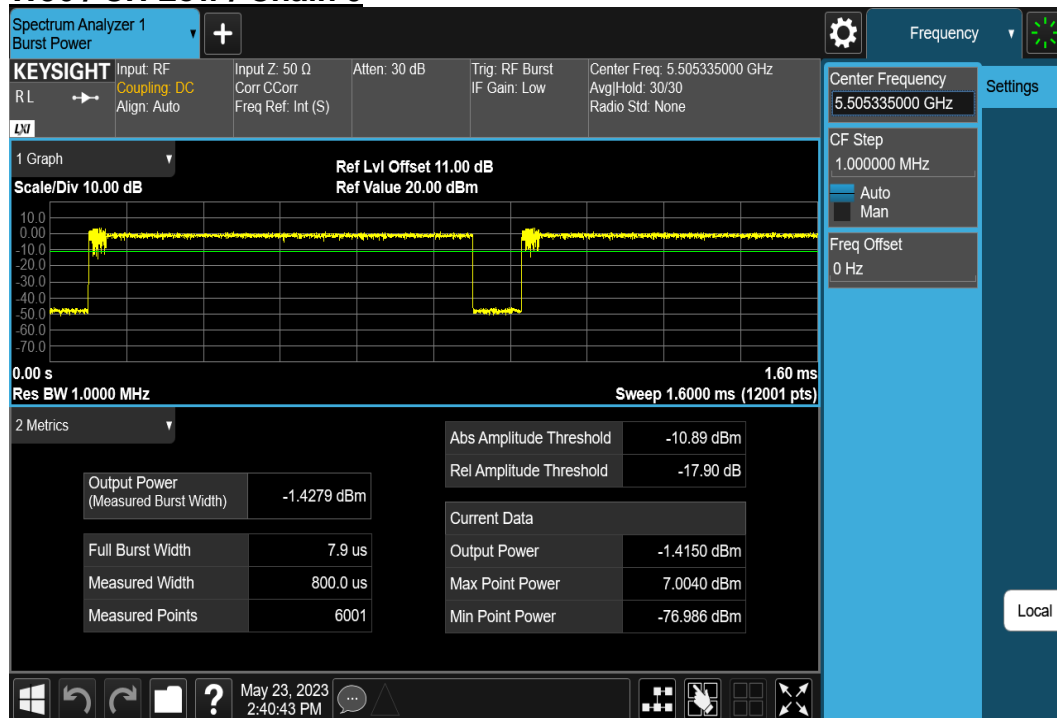 Spectrum Analyzer 1
Burst Power
Frequency
KEYSIGHT
RL
LXI
Input: RF
Coupling: DC
Align: Auto
Input Z: 50 Ω
Corr CCorr
Freq Ref: Int (S)
Atten: 30 dB
Trig: RF Burst
IF Gain: Low
Center Freq: 5.505335000 GHz
Avg|Hold: 30/30
Radio Std: None
Center Frequency
5.505335000 GHz
Settings
CF Step
1.000000 MHz
Auto
Man
Freq Offset
0 Hz
1 Graph
Scale/Div 10.00 dB
Ref Lvl Offset 11.00 dB
Ref Value 20.00 dBm
10.0
0.00
-10.0
-20.0
-30.0
-40.0
-50.0
-60.0
-70.0
0.00 s
1.60 ms
Res BW 1.0000 MHz
Sweep 1.6000 ms (12001 pts)
2 Metrics
Output Power
(Measured Burst Width)
-1.4279 dBm
Full Burst Width 7.9 us
Measured Width 800.0 us
Measured Points 6001
Abs Amplitude Threshold -10.89 dBm
Rel Amplitude Threshold -17.90 dB
Current Data
Output Power -1.4150 dBm
Max Point Power 7.0040 dBm
Min Point Power -76.986 dBm
Local
?
May 23, 2023
2:40:43 PM